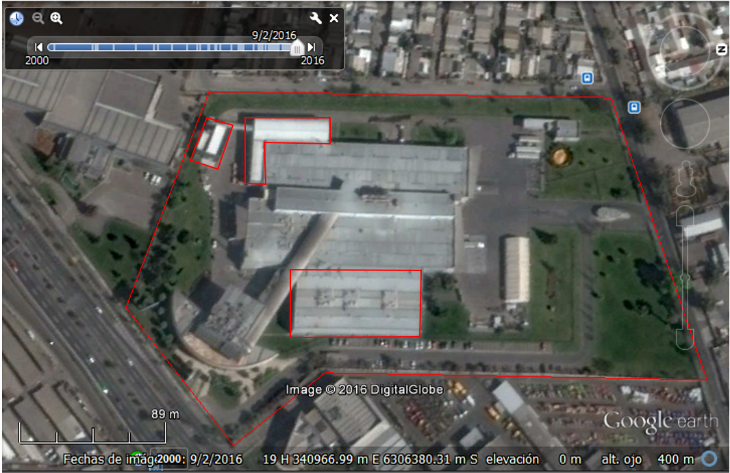 9/2/2016
2000
2016
N
Image © 2016 DigitalGlobe
89 m
Google earth
Fechas de imágenes: 2000: 9/2/2016 19 H 340966.99 m E 6306380.31 m S elevación 0 m alt. ojo 400 m